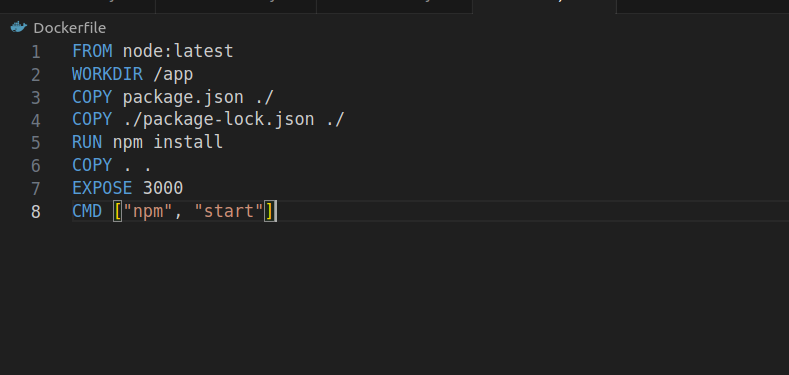 Dockerfile
1 FROM node:latest
2 WORKDIR /app
3 COPY package.json ./
4 COPY ./package-lock.json ./
5 RUN npm install
6 COPY . .
7 EXPOSE 3000
8 CMD ["npm", "start"]